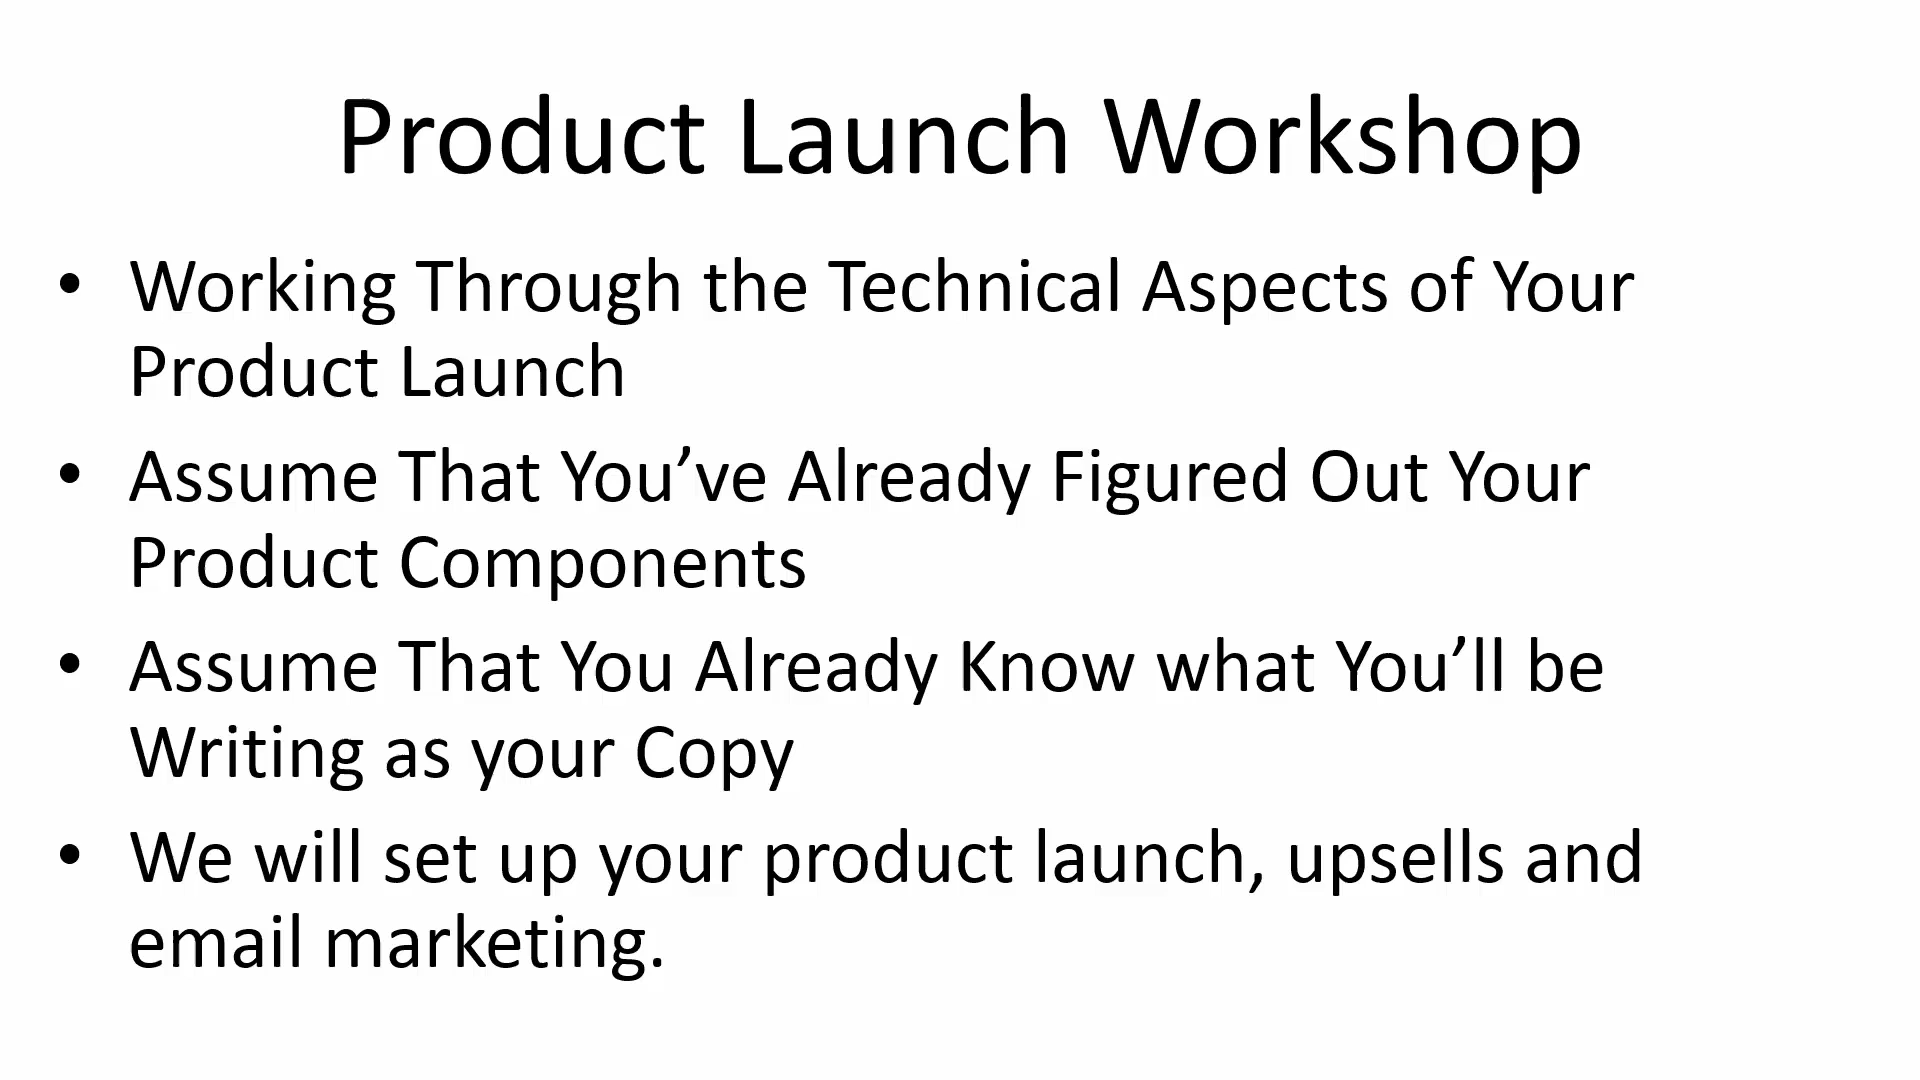 Product Launch Workshop
• Working Through the Technical Aspects of Your
Product Launch
• Assume That You’ve Already Figured Out Your
Product Components
• Assume That You Already Know what You’ll be
Writing as your Copy
• We will set up your product launch, upsells and
email marketing.